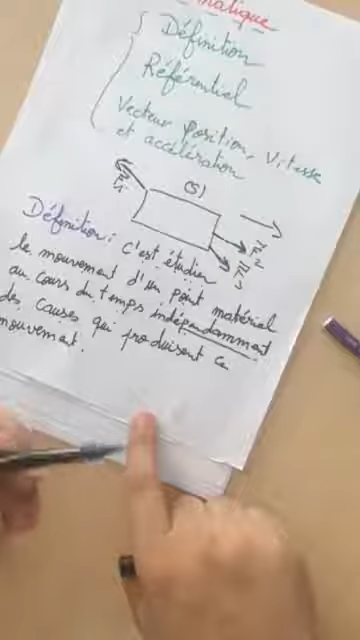 Définition
Référentiel
Vecteur Position, Vitesse
et accélération
(S)
F1
F2
F3
Définition : c'est étudier
le mouvement d'un point matériel
au cours du temps indépendamment
des causes qui produisent ce
mouvement.